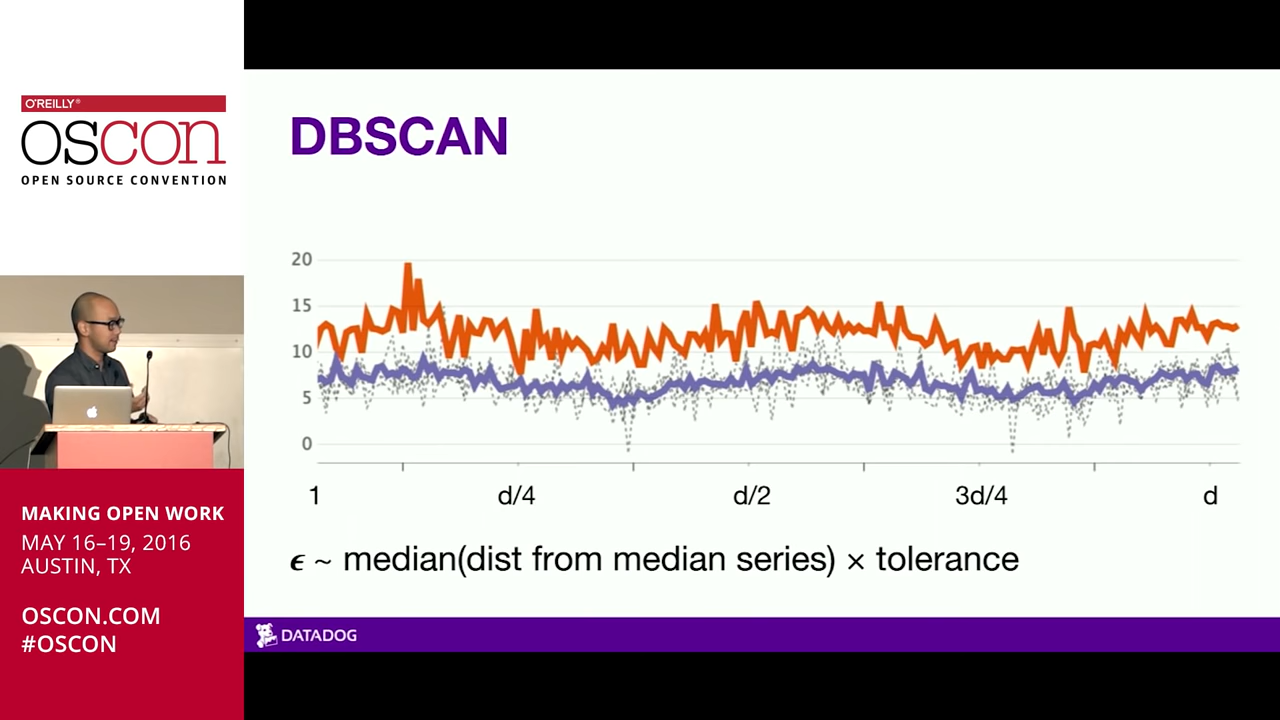 O'REILLY®
OSCON
OPEN SOURCE CONVENTION
MAKING OPEN WORK
MAY 16–19, 2016
AUSTIN, TX
OSCON.COM
#OSCON
DBSCAN
20
15
10
5
0
1 d/4 d/2 3d/4 d
ϵ ~ median(dist from median series) × tolerance
DATADOG